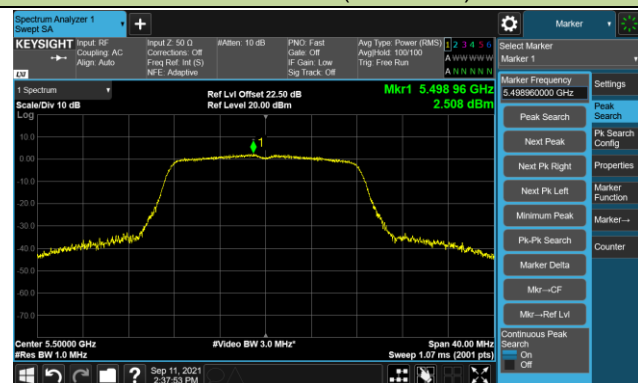 Spectrum Analyzer 1
Swept SA
Marker
KEYSIGHT
Input: RF
Coupling: AC
Align: Auto
Input Z: 50 Ω
Corrections: Off
Freq Ref: Int (S)
NFE: Adaptive
#Atten: 10 dB
PNO: Fast
Gate: Off
IF Gain: Low
Sig Track: Off
Avg Type: Power (RMS)
Avg|Hold: 100/100
Trig: Free Run
1 2 3 4 5 6
A W W W W W
A N N N N N
LXI
Select Marker
Marker 1
1 Spectrum
Scale/Div 10 dB
Log
Ref Lvl Offset 22.50 dB
Ref Level 20.00 dBm
Mkr1 5.498 96 GHz
2.508 dBm
10.0
0.00
-10.0
-20.0
-30.0
-40.0
-50.0
-60.0
-70.0
1
Center 5.50000 GHz
#Res BW 1.0 MHz
#Video BW 3.0 MHz*
Span 40.00 MHz
Sweep 1.07 ms (2001 pts)
Marker Frequency
5.498960000 GHz
Peak Search
Next Peak
Next Pk Right
Next Pk Left
Minimum Peak
Pk-Pk Search
Marker Delta
Mkr→CF
Mkr→Ref Lvl
Continuous Peak
Search
On
Off
Settings
Peak
Search
Pk Search
Config
Properties
Marker
Function
Marker→
Counter
Sep 11, 2021
2:37:53 PM